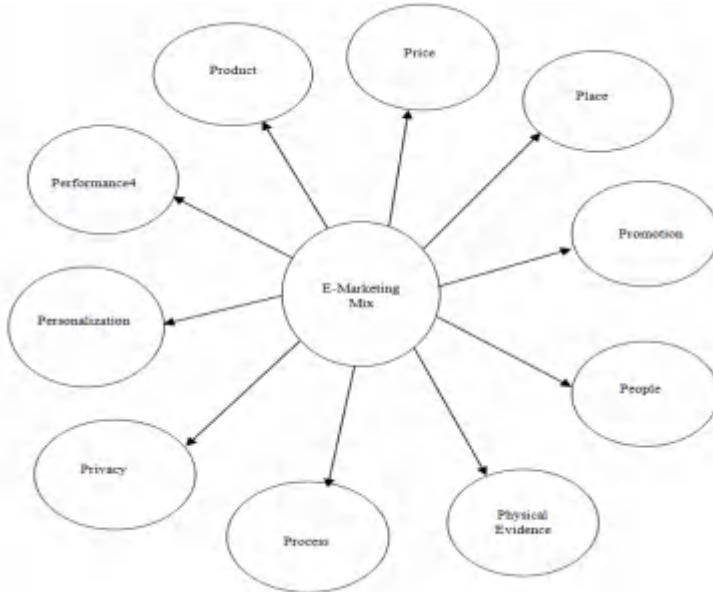 Product
Price
Place
Performance4
Promotion
E-Marketing
Mix
Personalization
People
Privacy
Physical
Evidence
Process